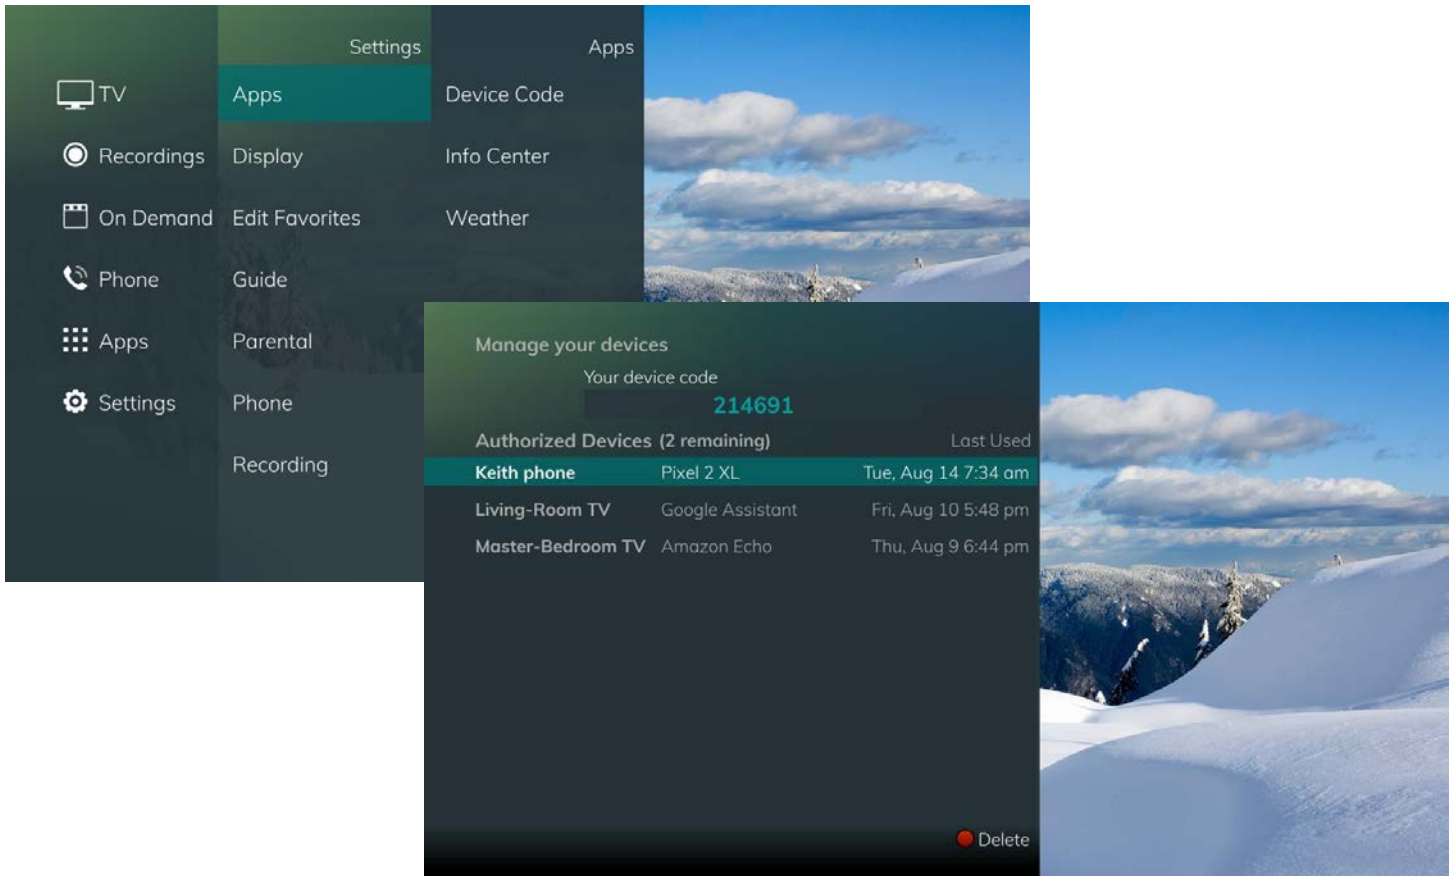 Settings
Apps
TV
Apps
Device Code
Recordings
Display
Info Center
On Demand
Edit Favorites
Weather
Phone
Guide
Apps
Parental
Settings
Phone
Recording
Manage your devices
Your device code
214691
Authorized Devices (2 remaining) Last Used
Keith phone Pixel 2 XL Tue, Aug 14 7:34 am
Living-Room TV Google Assistant Fri, Aug 10 5:48 pm
Master-Bedroom TV Amazon Echo Thu, Aug 9 6:44 pm
Delete